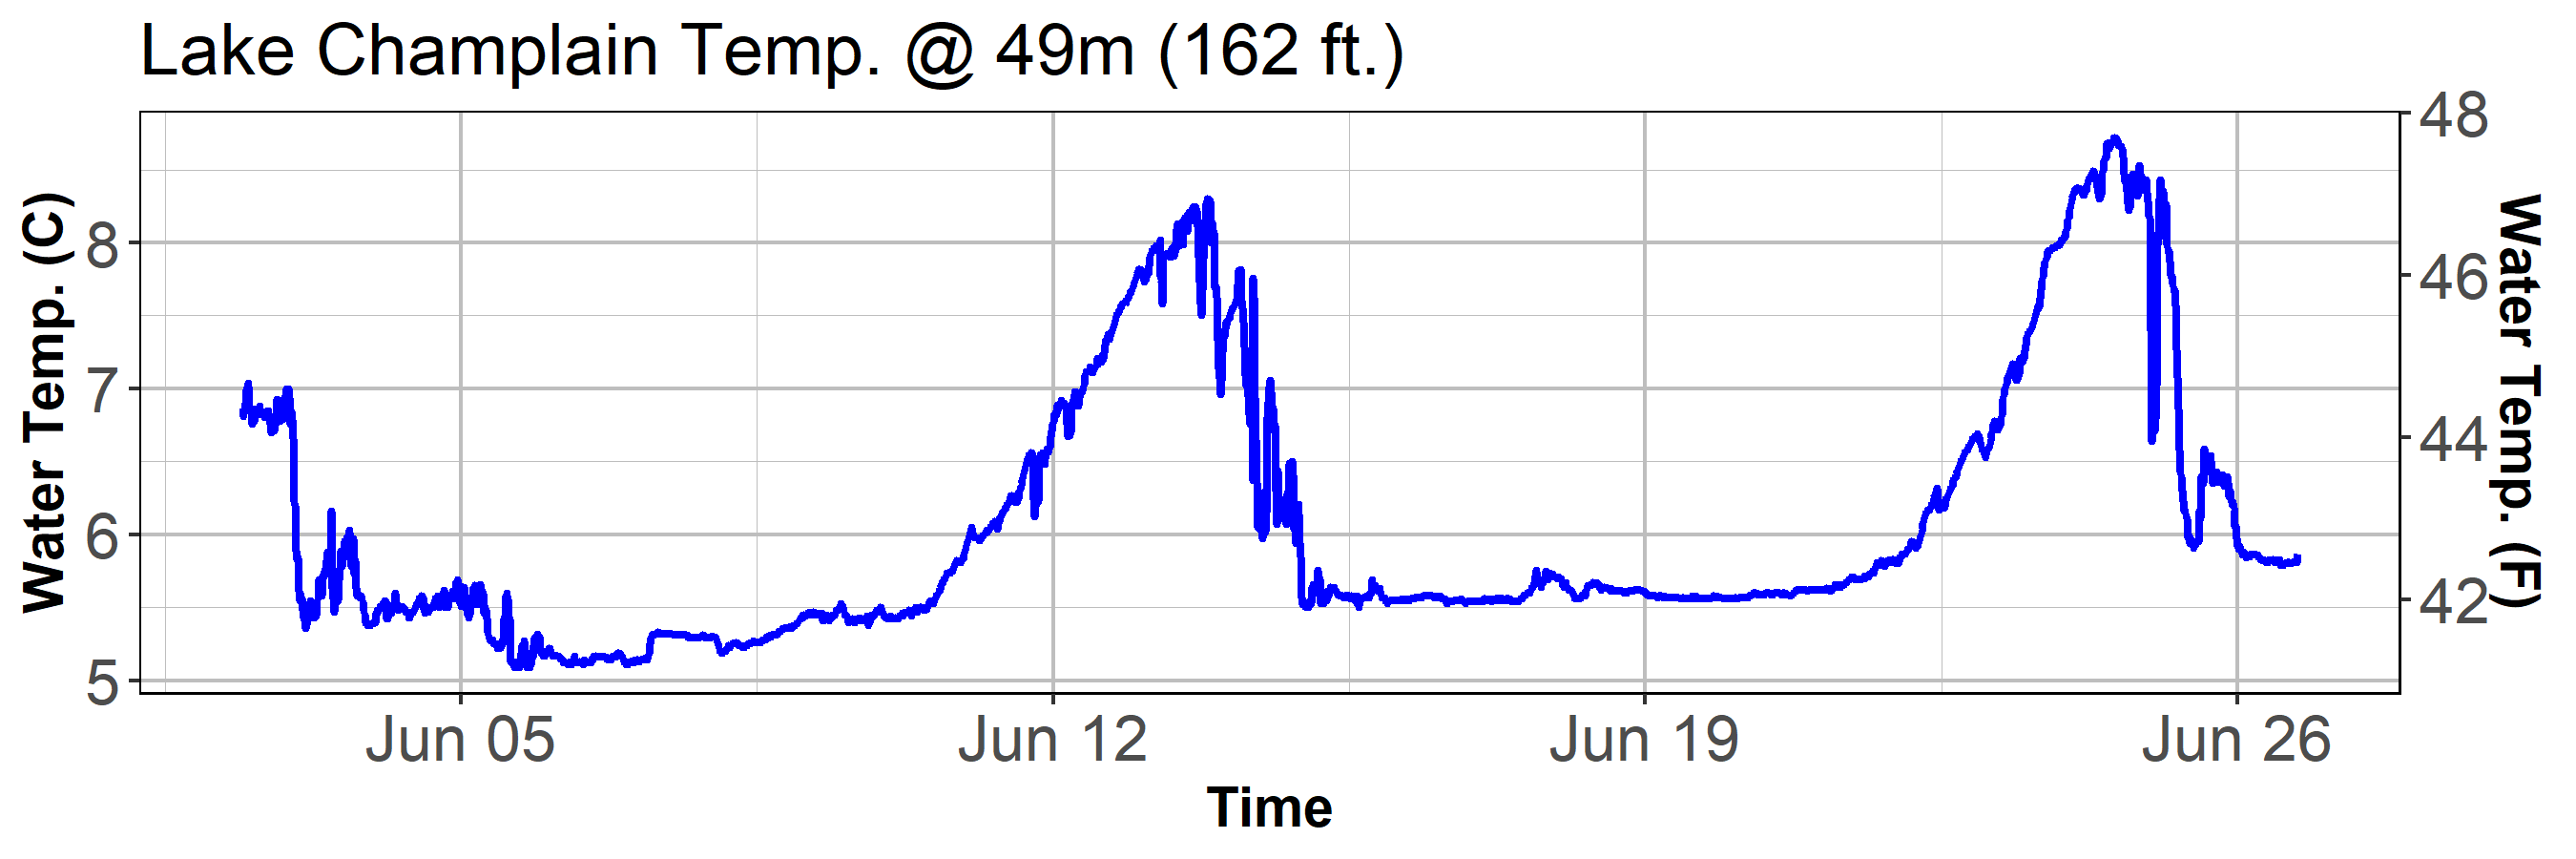 Lake Champlain Temp. @ 49m (162 ft.)
Water Temp. (C)
8
7
6
5
48
46
44
42
Water Temp. (F)
Jun 05
Jun 12
Jun 19
Jun 26
Time